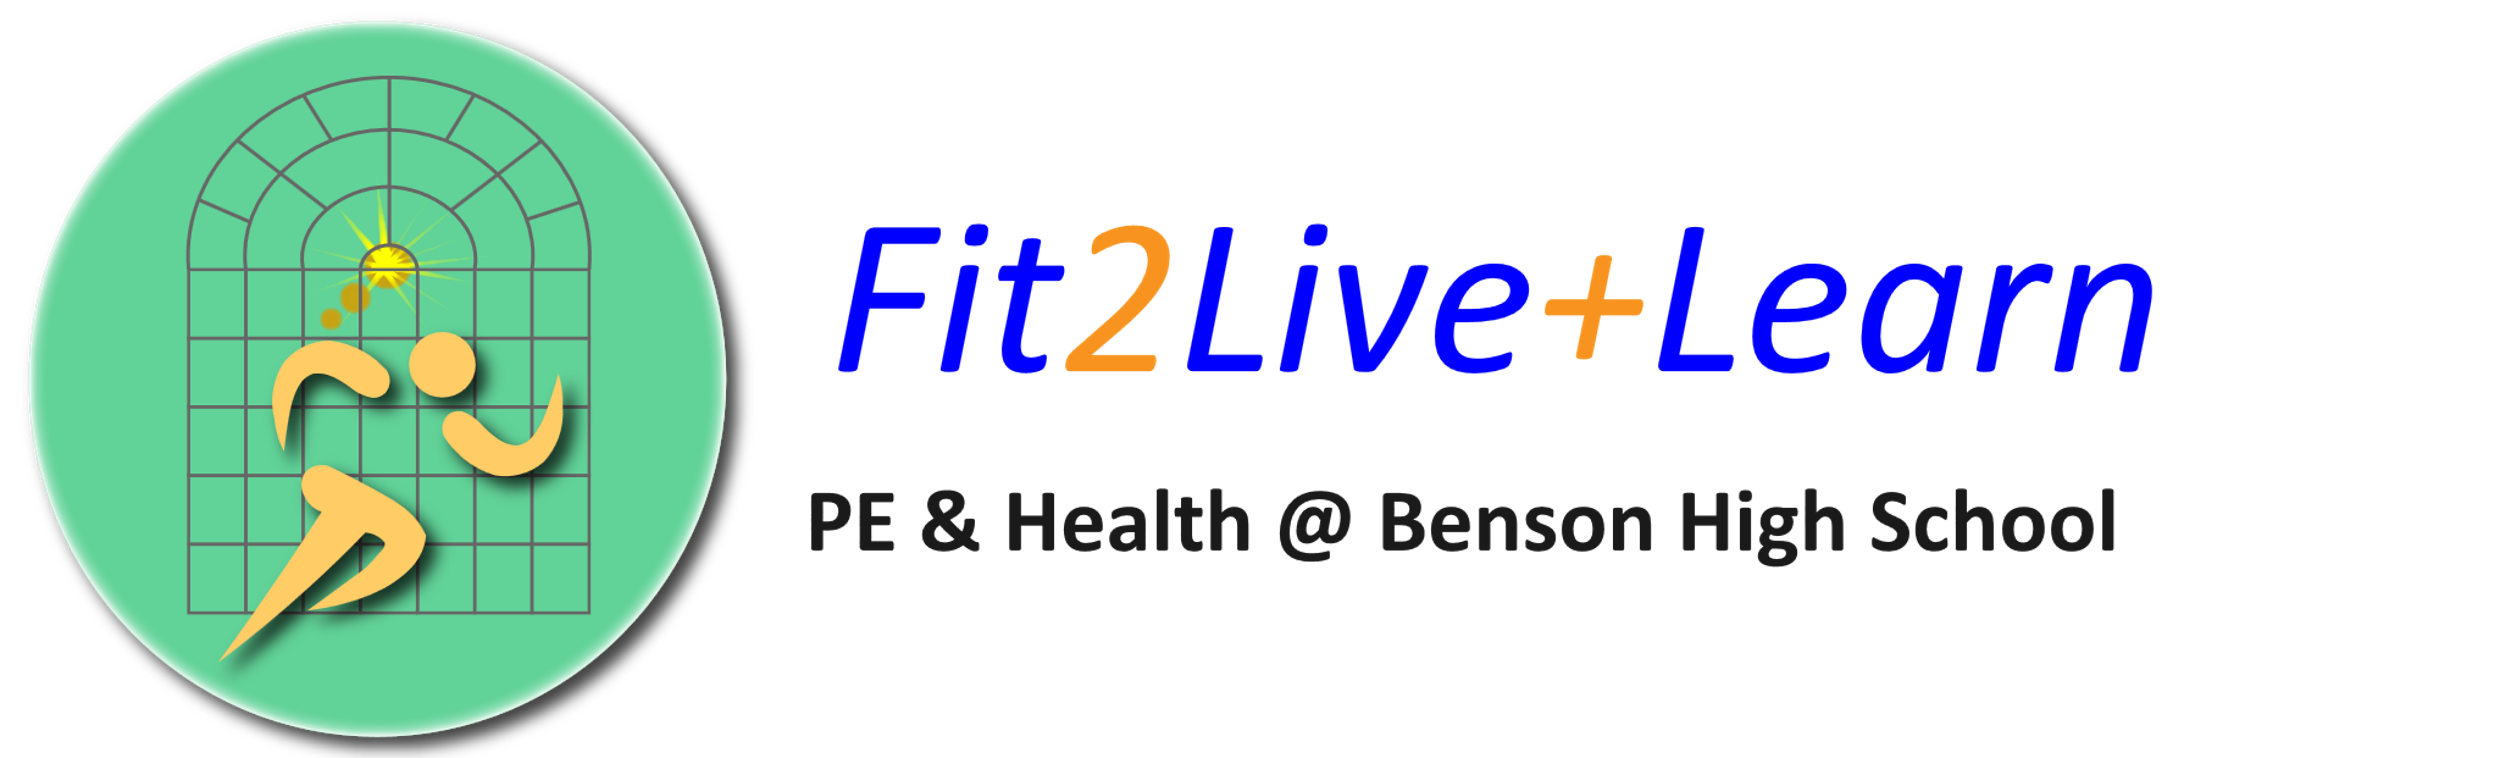 Fit2Live+Learn
PE & Health @ Benson High School